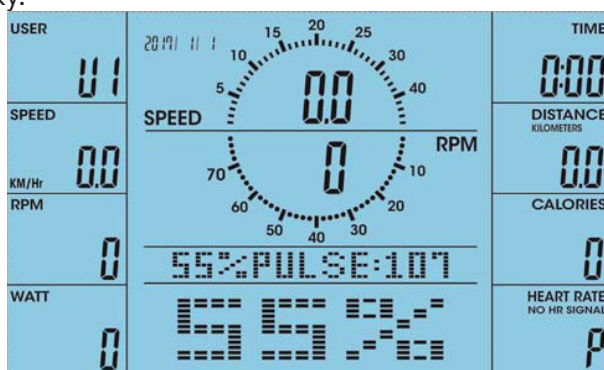 ky.
USER
U1
SPEED
KM/Hr 0.0
RPM
0
WATT
0
2017/ 1/ 1
5 10 15 20 25 30 40
0.0
SPEED
RPM
0
10 20 30 40 50 60 70
55%PULSE:107
55%
TIME
0:00
DISTANCE
KILOMETERS
0.0
CALORIES
0
HEART RATE
NO HR SIGNAL
P